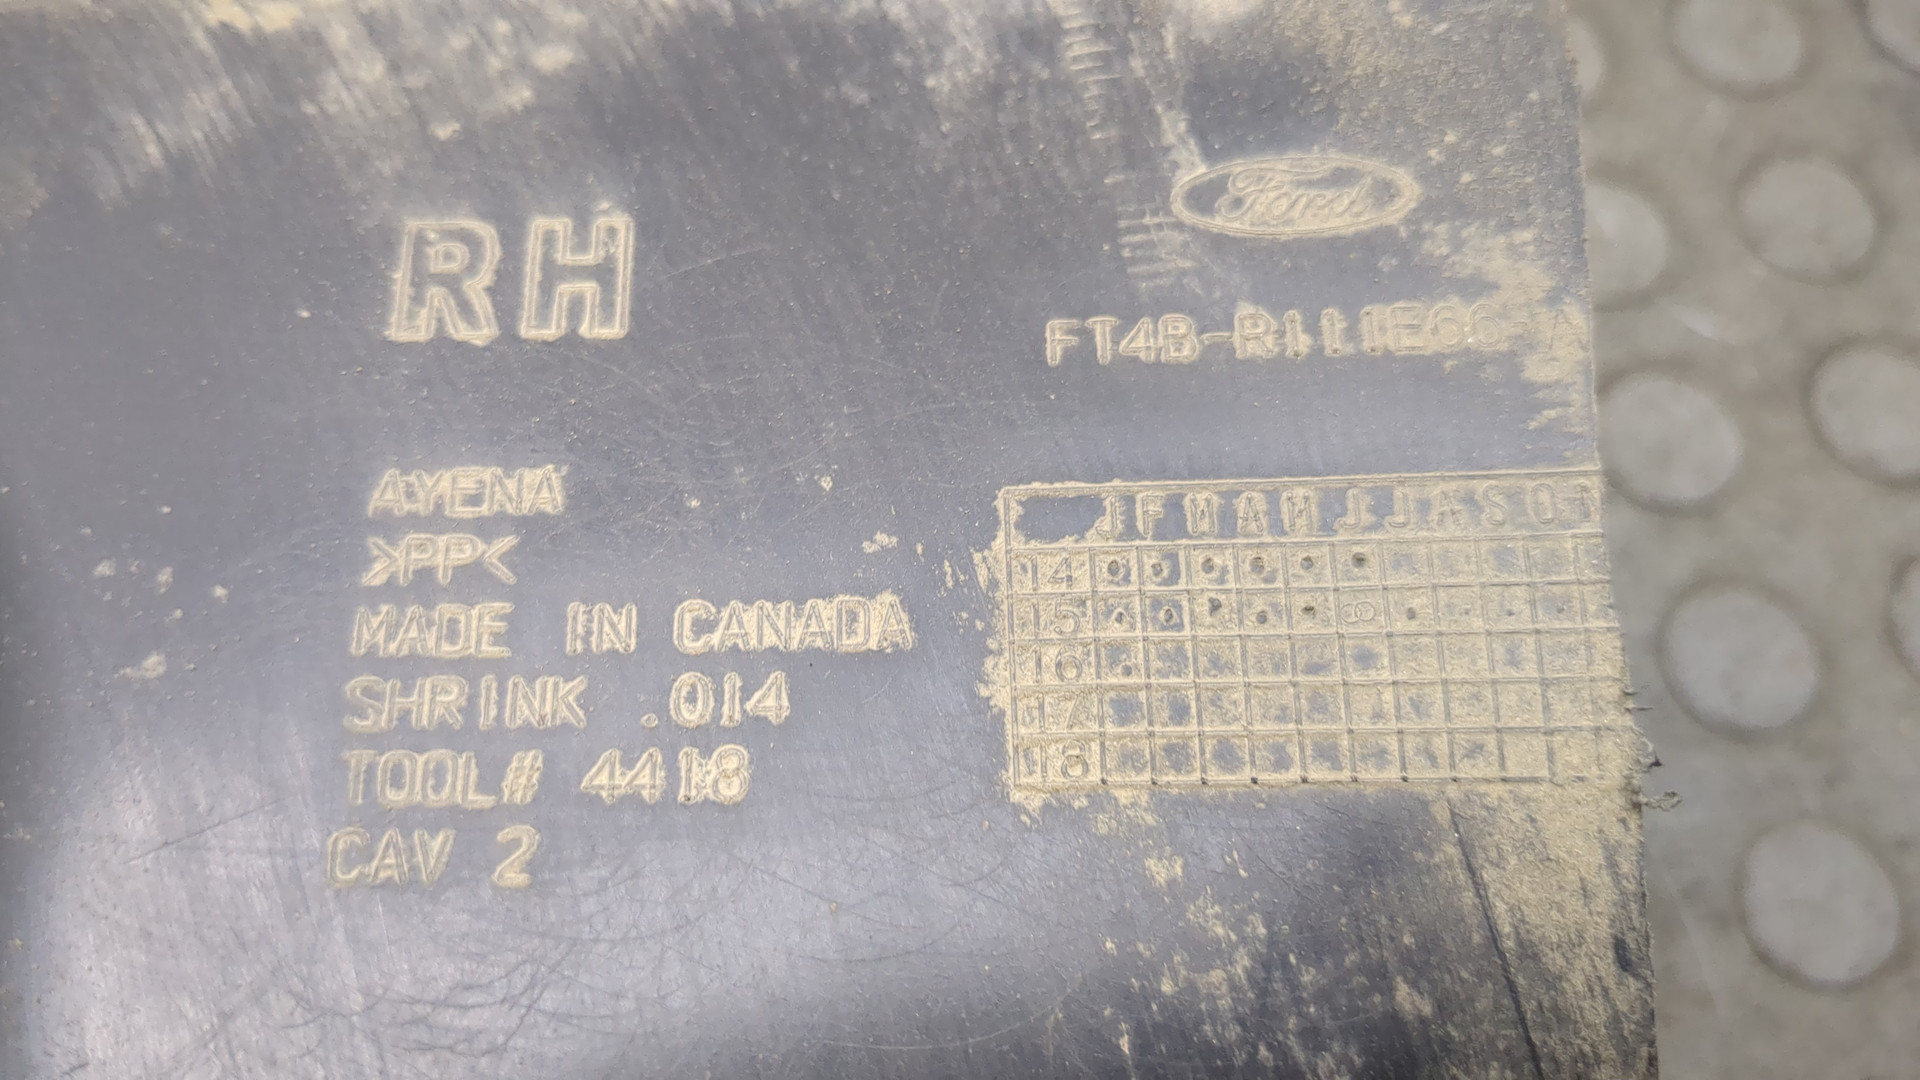 RH
Ford
FT4B-R11
AYENA
>PP<
MADE IN CANADA
SHRINK .014
TOOL# 4418
CAV 2
J F M A M J J A S O N
14
15
16
17
18